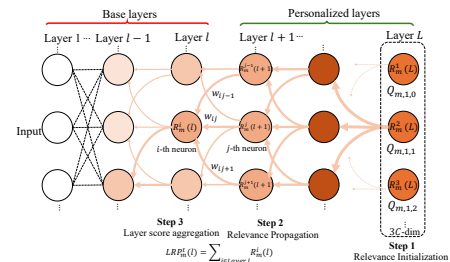 Base layers
Personalized layers
Layer l ··· Layer l − 1 Layer l Layer l + 1 ··· Layer L
R_m^{j-1}(l+1) R_m^1(L)
Q_{m,1,0}
w_{ij−1}
Input R_m^i(l) w_{ij} R_m^j(l+1) R_m^2(L)
i-th neuron j-th neuron Q_{m,1,1}
w_{ij+1}
R_m^{j+1}(l+1) R_m^3(L)
Q_{m,1,2}
3C-dim
Step 3 Step 2 Step 1
Layer score aggregation Relevance Propagation Relevance Initialization
LRP_m^t(l) = ∑_{i∈Layer l} R_m^i(l)